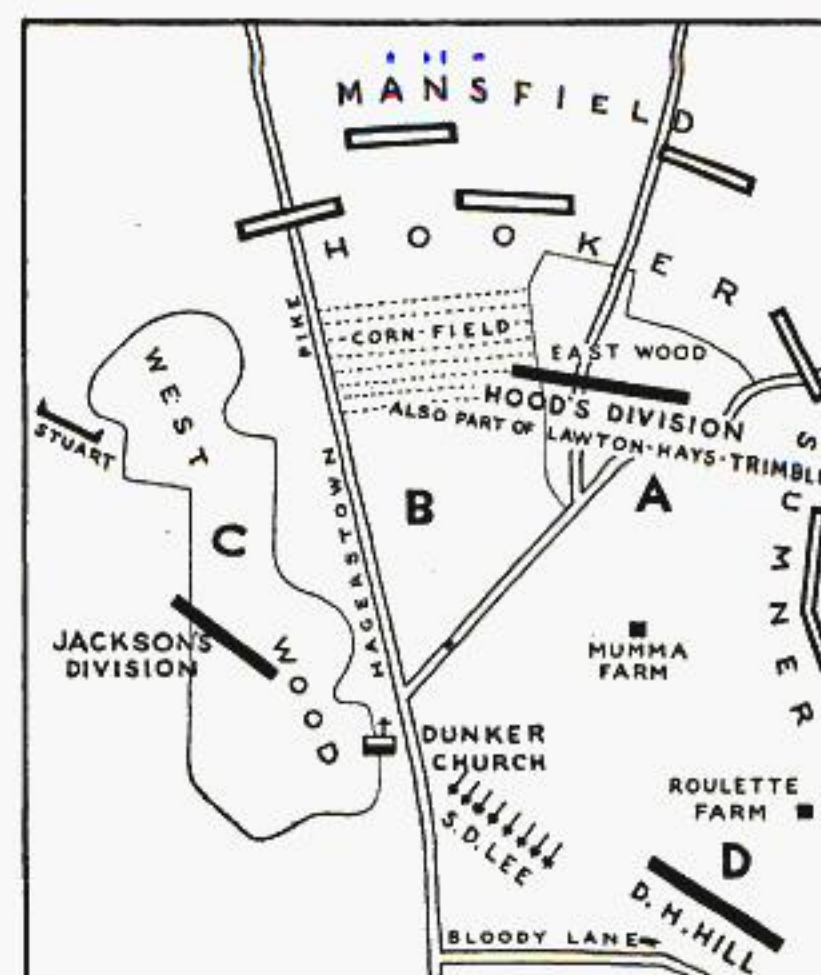 MANSFIELD
HOOKER
PIKE
CORN-FIELD
EAST WOOD
WEST
STUART
HOOD'S DIVISION
ALSO PART OF LAWTON-HAYS-TRIMBLE
SUMNER
HAGERSTOWN
B
A
C
JACKSON'S
DIVISION
WOOD
MUMMA
FARM
DUNKER
CHURCH
S.D.LEE
ROULETTE
FARM
D
D. H. HILL
BLOODY LANE